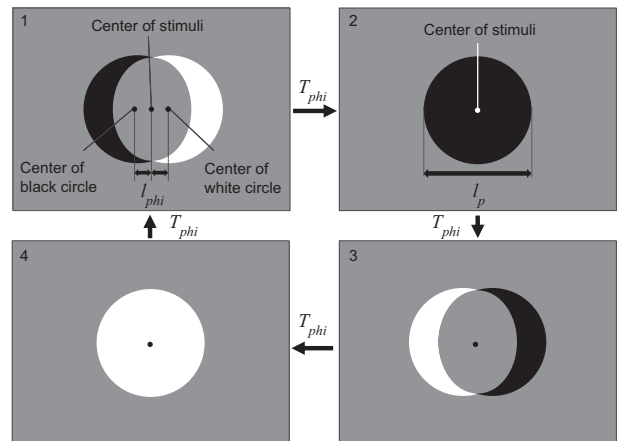 1
Center of stimuli
Center of
black circle
Center of
white circle
l_phi
T_phi
2
Center of stimuli
l_p
T_phi
3
T_phi
4
T_phi